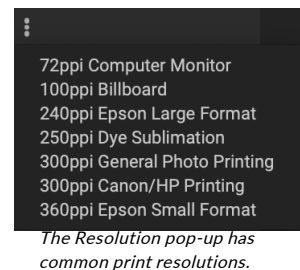 72ppi Computer Monitor
100ppi Billboard
240ppi Epson Large Format
250ppi Dye Sublimation
300ppi General Photo Printing
300ppi Canon/HP Printing
360ppi Epson Small Format
The Resolution pop-up has
common print resolutions.